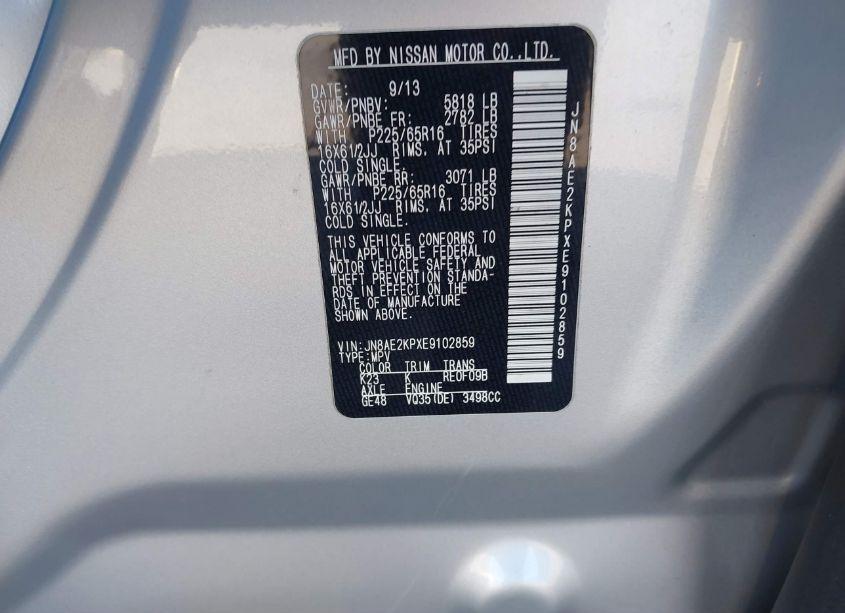 MFD BY NISSAN MOTOR CO.,LTD.
DATE: 9/13
GVWR/PNBV: 5818 LB
GAWR/PNBE FR: 2782 LB
WITH P225/65R16 TIRES
16X61/2JJ RIMS, AT 35PSI
COLD SINGLE.
GAWR/PNBE RR: 3071 LB
WITH P225/65R16 TIRES
16X61/2JJ RIMS, AT 35PSI
COLD SINGLE.
THIS VEHICLE CONFORMS TO
ALL APPLICABLE FEDERAL
MOTOR VEHICLE SAFETY AND
THEFT PREVENTION STANDA-
RDS IN EFFECT ON THE
DATE OF MANUFACTURE
SHOWN ABOVE.
VIN:JN8AE2KPXE9102859
TYPE:MPV
COLOR TRIM TRANS
K23 K RE0F09B
AXLE ENGINE
GE48 VQ35(DE) 3498CC
JN8AE2KPXE9102859